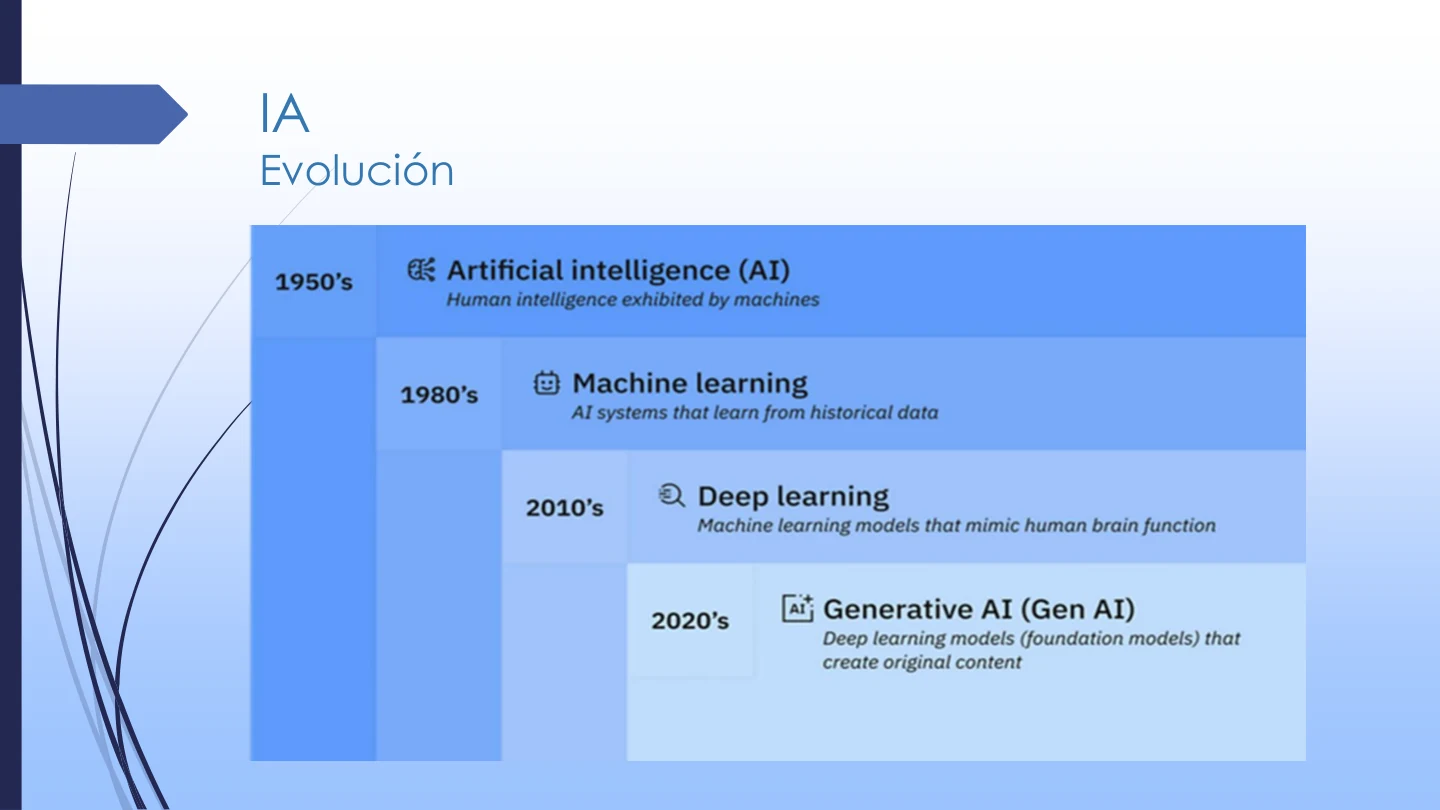 IA
Evolución
1950's
Artificial intelligence (AI)
Human intelligence exhibited by machines
1980's
Machine learning
AI systems that learn from historical data
2010's
Deep learning
Machine learning models that mimic human brain function
2020's
AI
Generative AI (Gen AI)
Deep learning models (foundation models) that
create original content